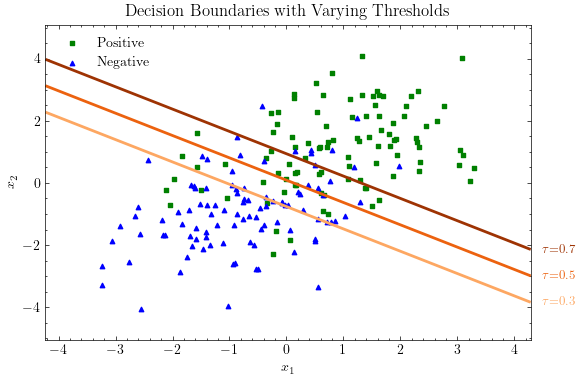 Decision Boundaries with Varying Thresholds
Positive
Negative
4
2
0
−2
−4
x₂
τ=0.7
τ=0.5
τ=0.3
−4 −3 −2 −1 0 1 2 3 4
x₁